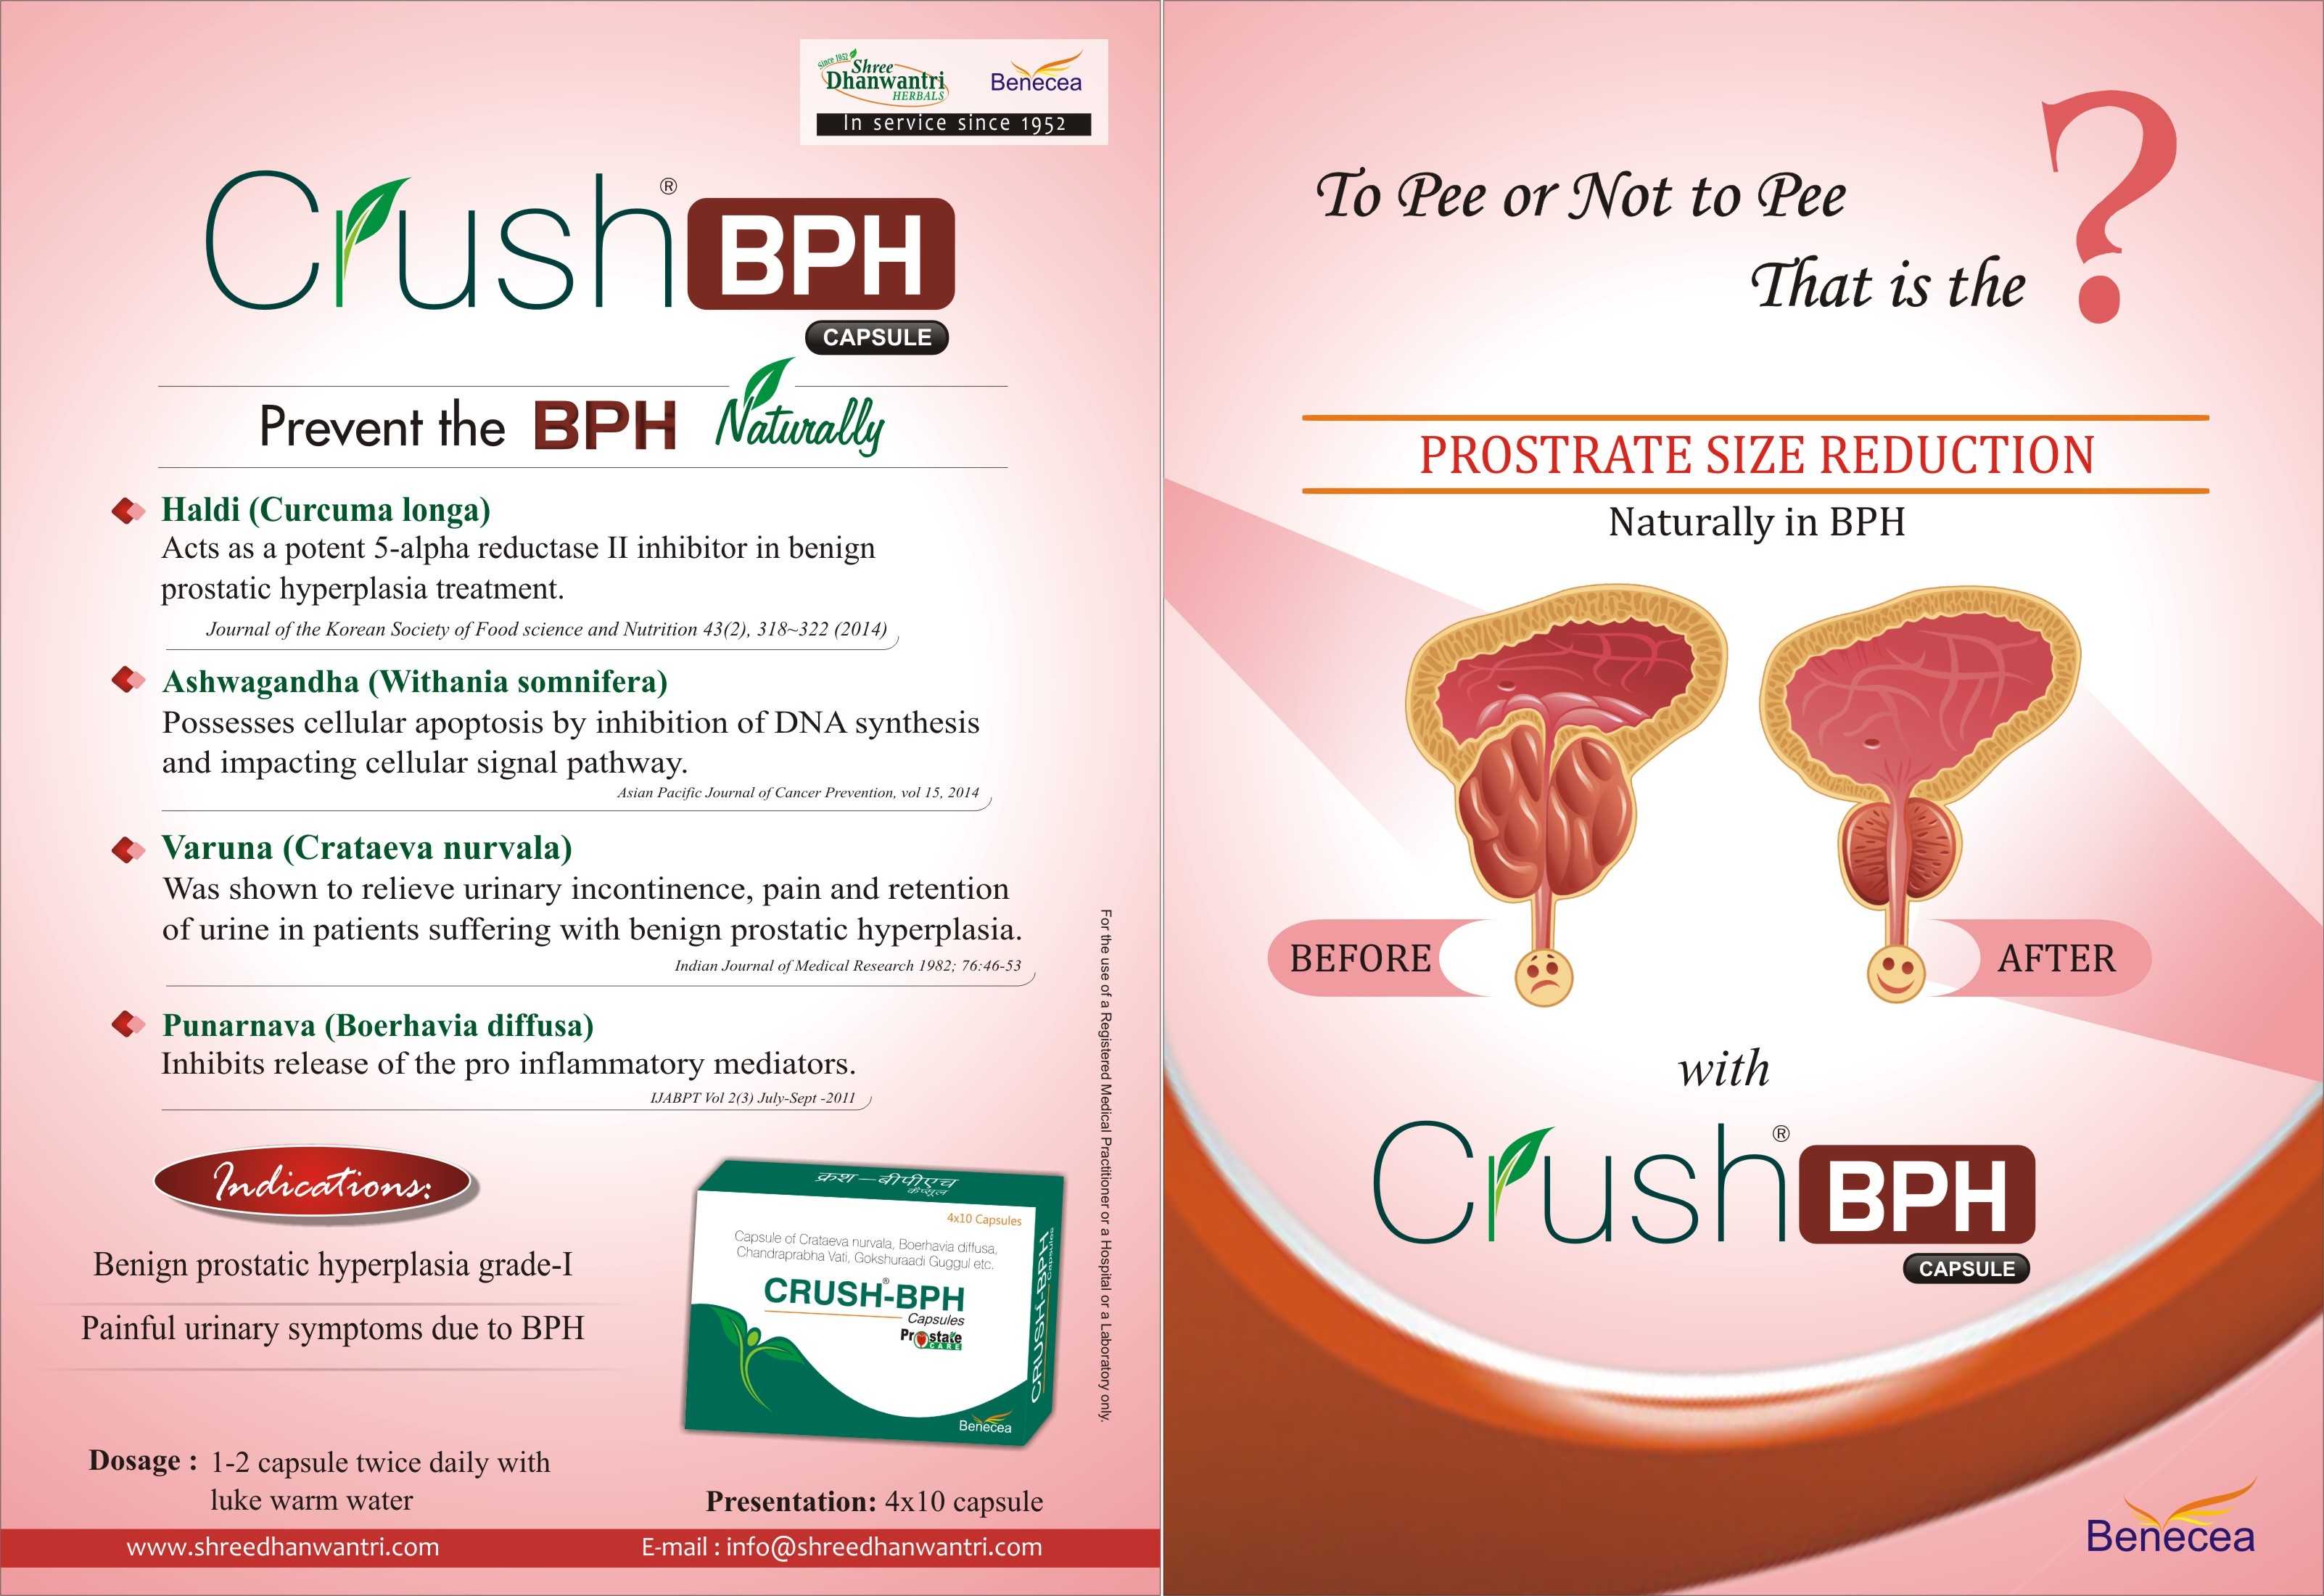 Since 1952
Shree
Dhanwantri
HERBALS
Benecea
In service since 1952
Crush® BPH
CAPSULE
Prevent the BPH Naturally
Haldi (Curcuma longa)
Acts as a potent 5-alpha reductase II inhibitor in benign
prostatic hyperplasia treatment.
Journal of the Korean Society of Food science and Nutrition 43(2), 318~322 (2014)
Ashwagandha (Withania somnifera)
Possesses cellular apoptosis by inhibition of DNA synthesis
and impacting cellular signal pathway.
Asian Pacific Journal of Cancer Prevention, vol 15, 2014
Varuna (Crataeva nurvala)
Was shown to relieve urinary incontinence, pain and retention
of urine in patients suffering with benign prostatic hyperplasia.
Indian Journal of Medical Research 1982; 76:46-53
Punarnava (Boerhavia diffusa)
Inhibits release of the pro inflammatory mediators.
IJABPT Vol 2(3) July-Sept -2011
Indications:
Benign prostatic hyperplasia grade-I
Painful urinary symptoms due to BPH
Dosage : 1-2 capsule twice daily with
luke warm water
क्रश – बीपीएच
कैप्सूल
4x10 Capsules
Capsule of Crataeva nurvala, Boerhavia diffusa,
Chandraprabha Vati, Gokshuraadi Guggul etc.
CRUSH®-BPH
Capsules
Prostate
CARE
Benecea
CRUSH-BPH
Capsules
Presentation: 4x10 capsule
For the use of a Registered Medical Practitioner or a Hospital or a Laboratory only.
www.shreedhanwantri.com
E-mail : info@shreedhanwantri.com
To Pee or Not to Pee
That is the ?
PROSTRATE SIZE REDUCTION
Naturally in BPH
BEFORE
AFTER
with
Crush® BPH
CAPSULE
Benecea